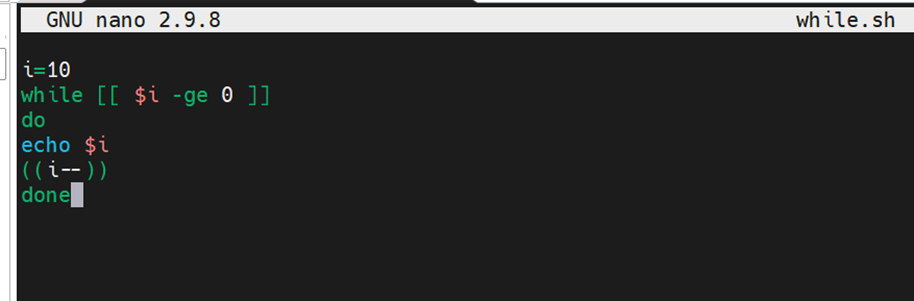 GNU nano 2.9.8 while.sh
i=10
while [[ $i -ge 0 ]]
do
echo $i
((i--))
done